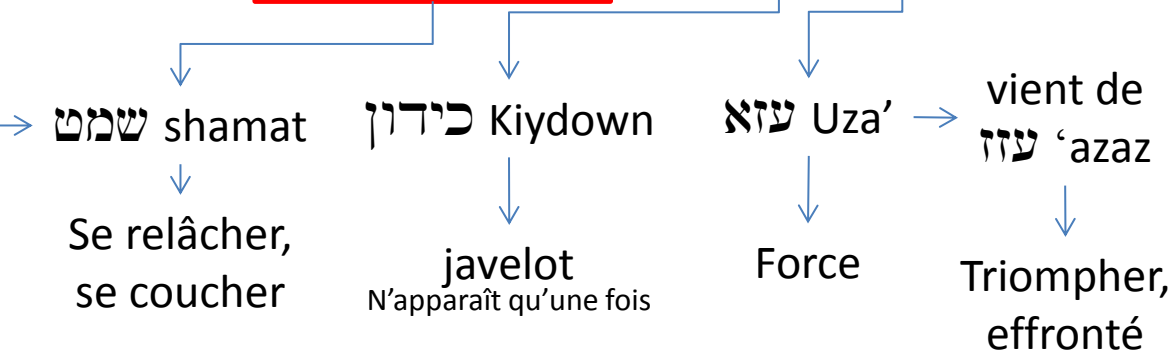 שמט shamat
Se relâcher,
se coucher
כידון Kiydown
javelot
N’apparaît qu’une fois
עזא Uza’
Force
vient de
עזז ‘azaz
Triompher,
effronté